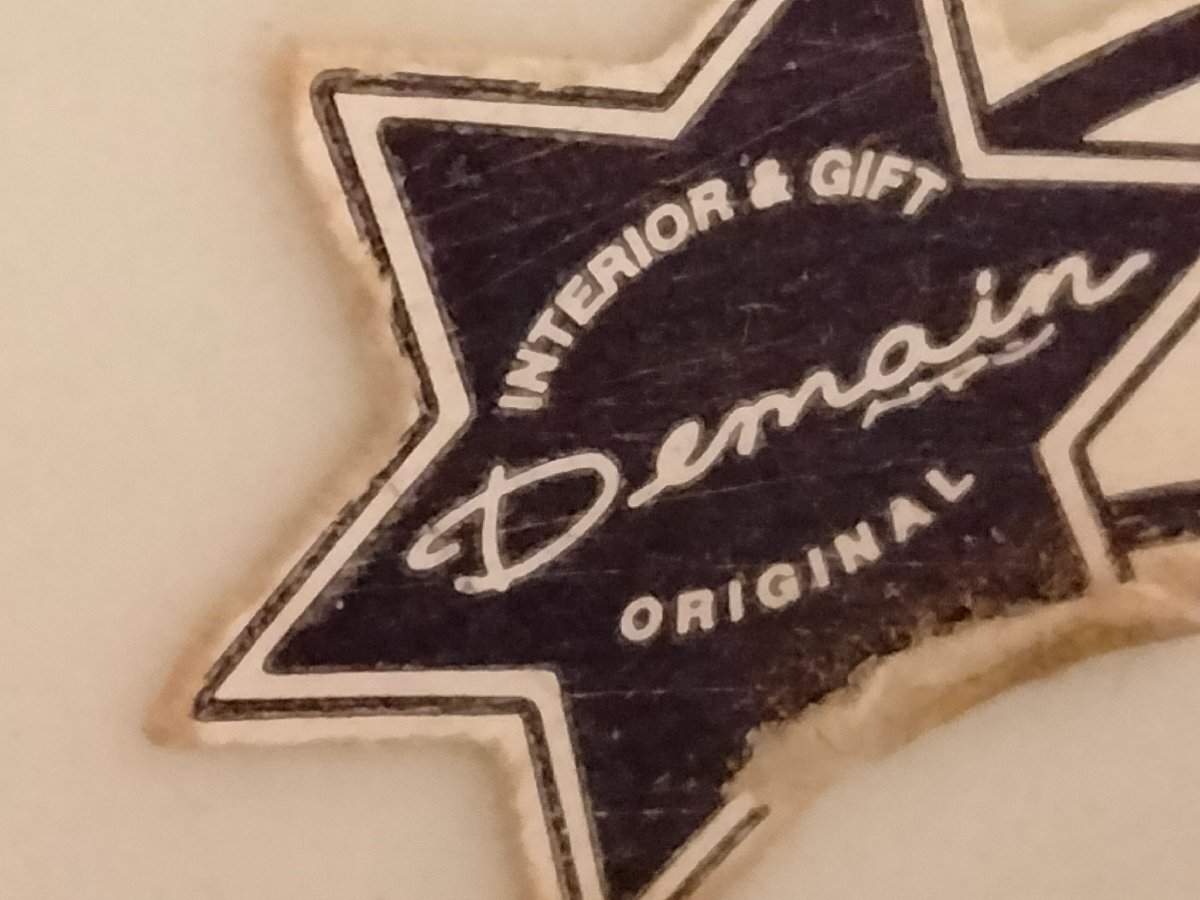 INTERIOR & GIFT
Demain
ORIGINAL